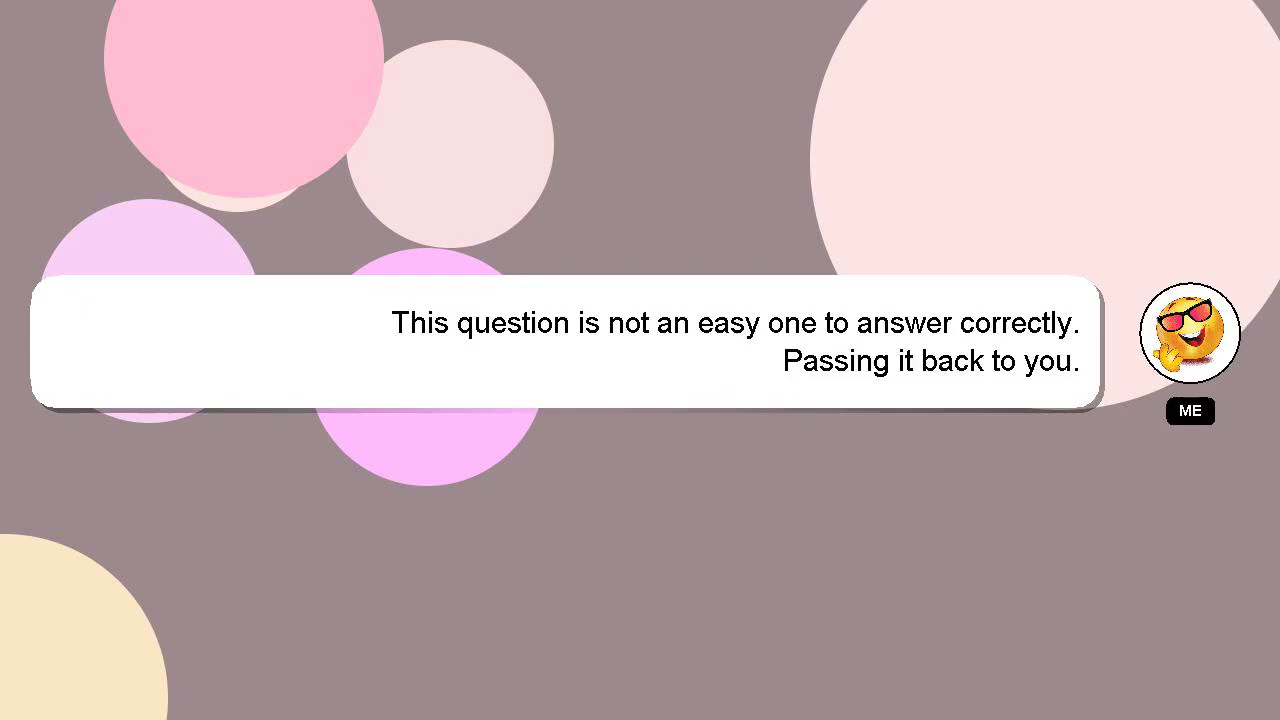 This question is not an easy one to answer correctly.
Passing it back to you.
ME